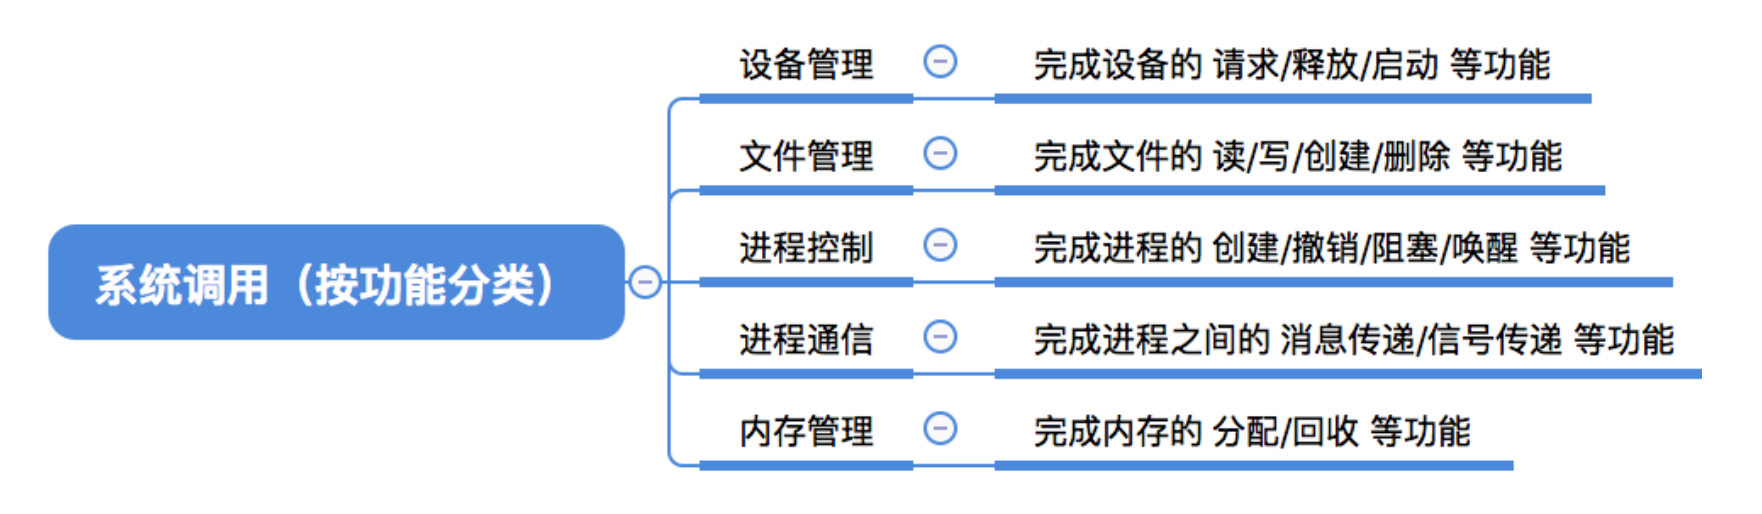 系统调用（按功能分类）
设备管理
完成设备的 请求/释放/启动 等功能
文件管理
完成文件的 读/写/创建/删除 等功能
进程控制
完成进程的 创建/撤销/阻塞/唤醒 等功能
进程通信
完成进程之间的 消息传递/信号传递 等功能
内存管理
完成内存的 分配/回收 等功能